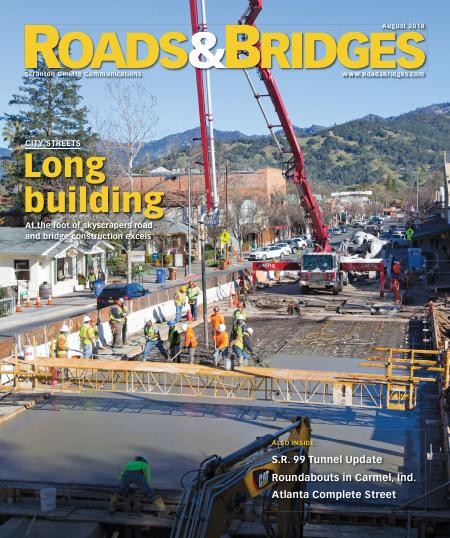 August 2018
ROADS&BRIDGES
Scranton Gillette Communications
www.RoadsBridges.com
CITY STREETS
Long
building
At the foot of skyscrapers road
and bridge construction excels
ALSO INSIDE:
S.R. 99 Tunnel Update
Roundabouts in Carmel, Ind.
Atlanta Complete Street
CAT